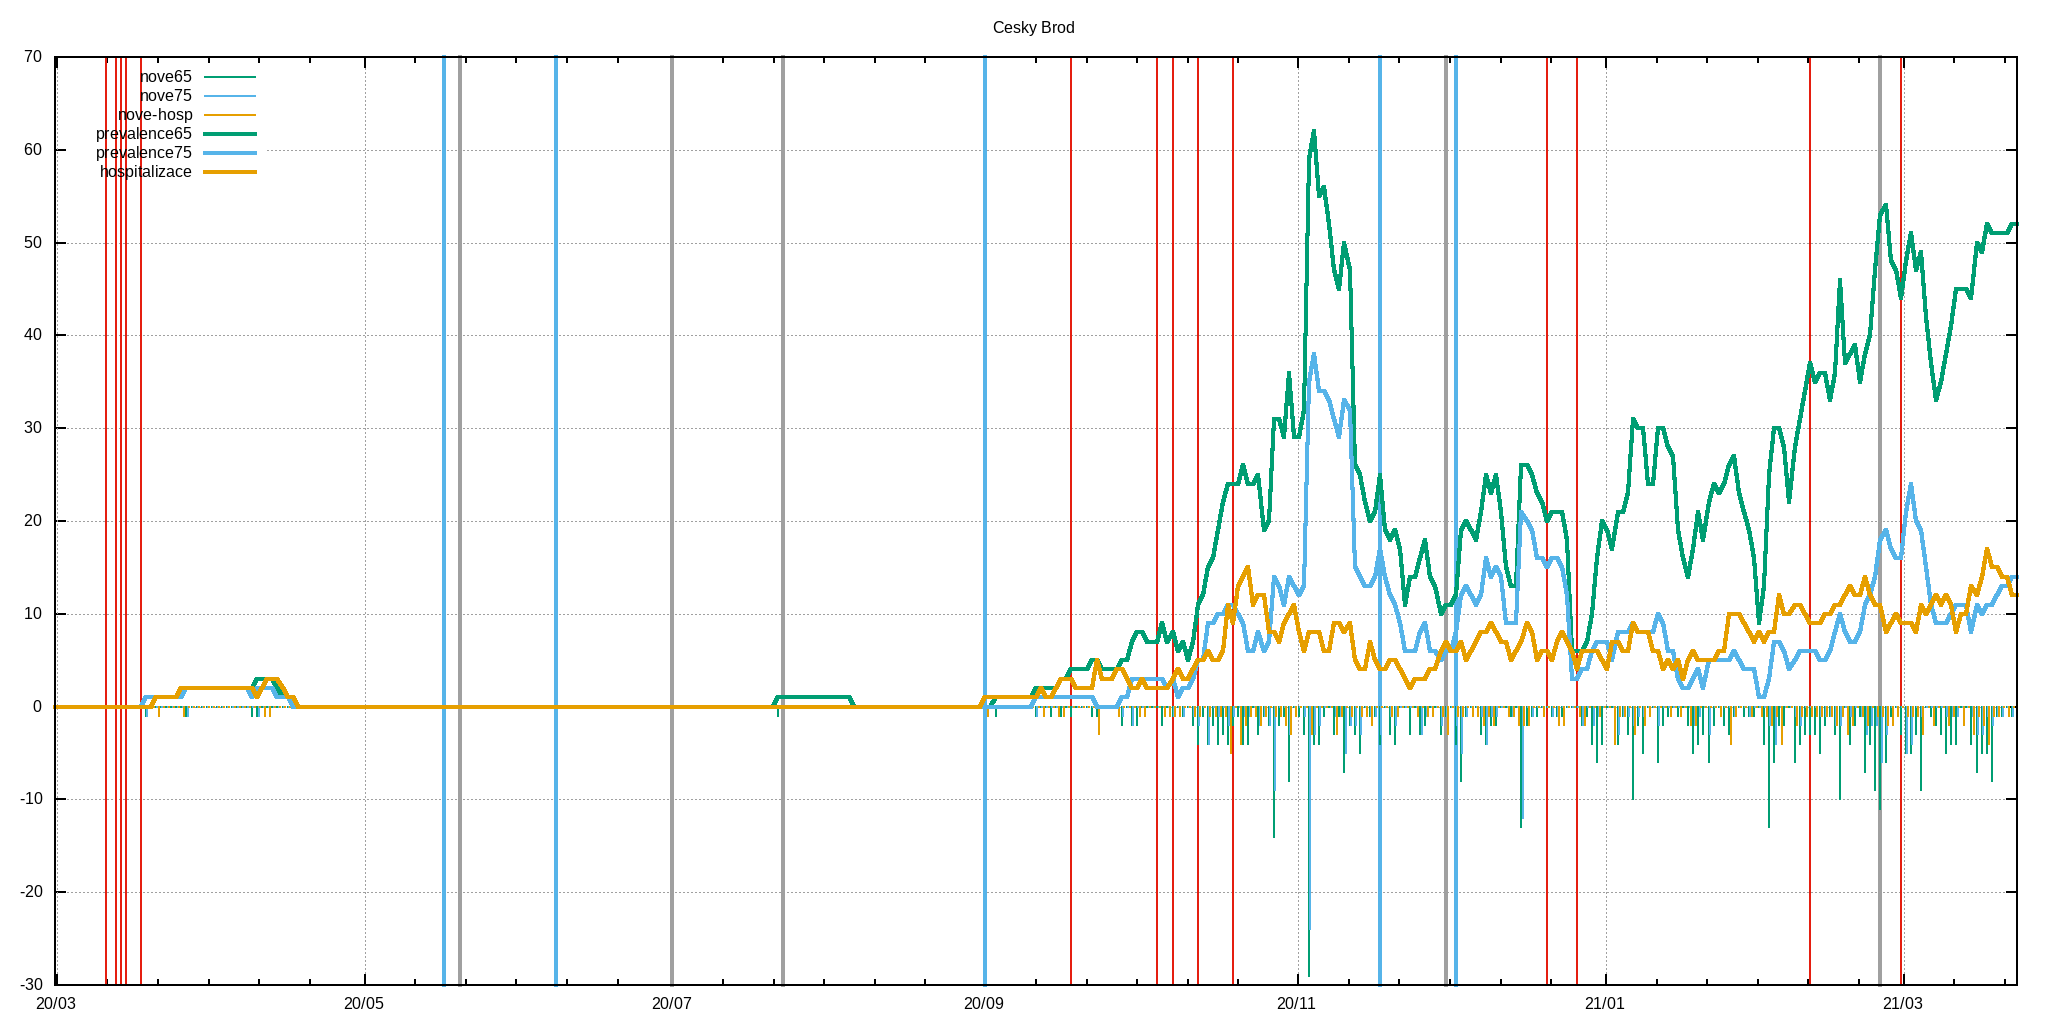 Cesky Brod
70
60
50
40
30
20
10
0
-10
-20
-30
nove65
nove75
nove-hosp
prevalence65
prevalence75
hospitalizace
20/03 20/05 20/07 20/09 20/11 21/01 21/03